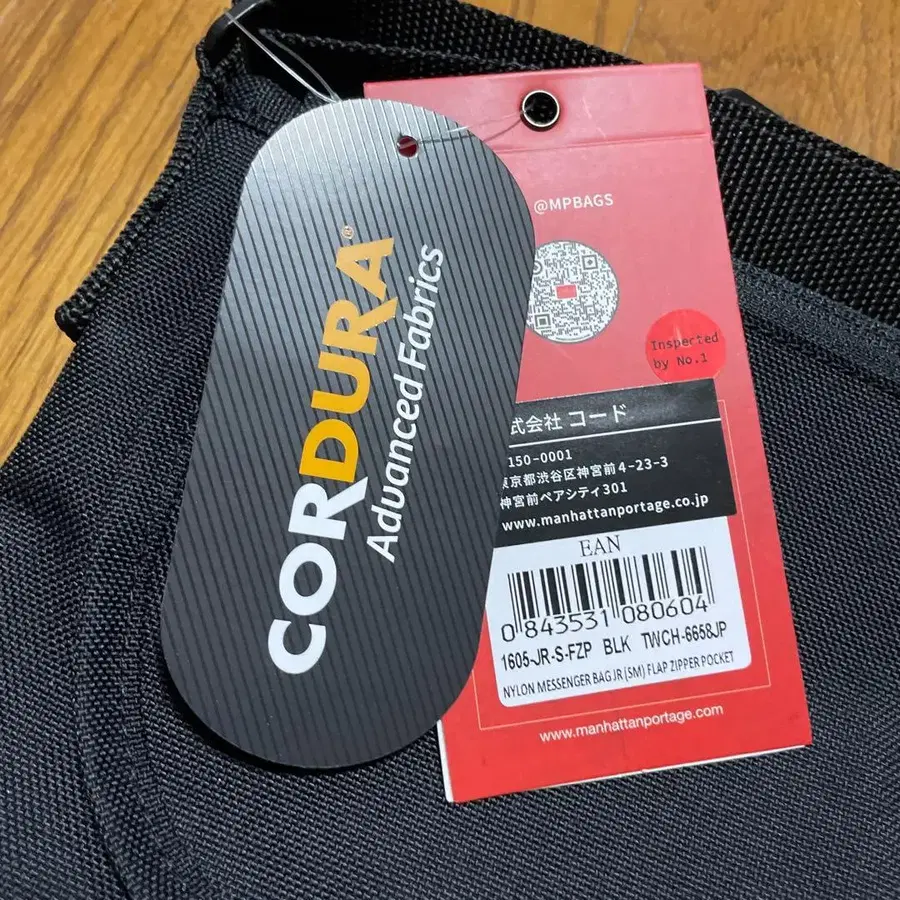 CORDURA®
Advanced Fabrics
@MPBAGS
Inspected
by No.1
式会社 コード
150-0001
東京都渋谷区神宮前4-23-3
神宮前ペアシティ301
www.manhattanportage.co.jp
EAN
0 843531 080604
1605-JR-S-FZP BLK TWCH-6658JP
NYLON MESSENGER BAG JR (SM) FLAP ZIPPER POCKET
www.manhattanportage.com